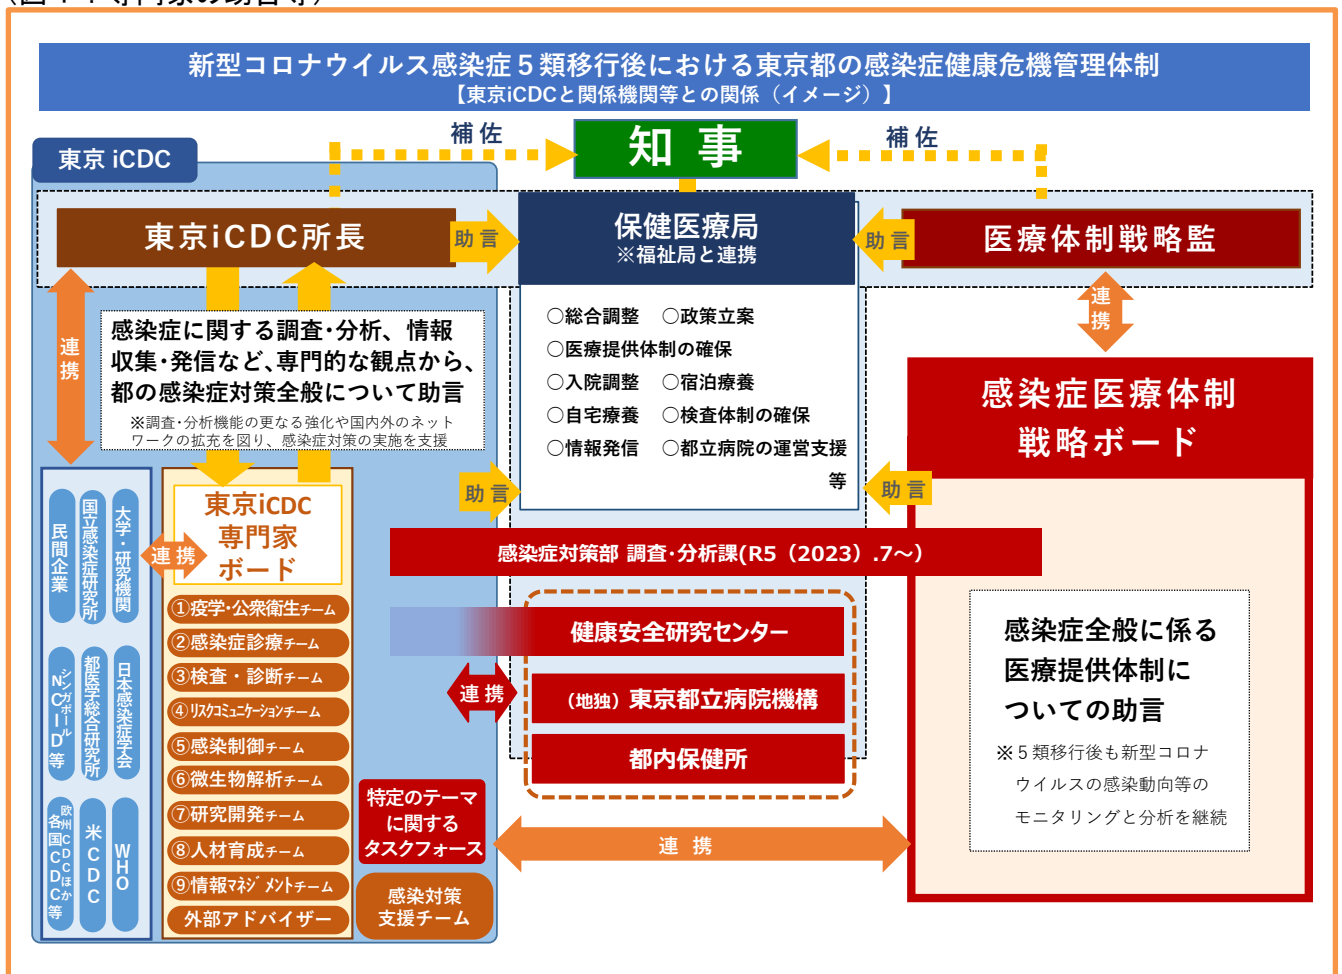 （図４４ 専門家の助言等）
新型コロナウイルス感染症５類移行後における東京都の感染症健康危機管理体制
【東京iCDCと関係機関等との関係（イメージ）】
補佐
知事
補佐
東京 iCDC
東京iCDC所長
助言
保健医療局
※福祉局と連携
助言
医療体制戦略監
連携
感染症に関する調査･分析、情報
収集･発信など、専門的な観点から、
都の感染症対策全般について助言
※調査･分析機能の更なる強化や国内外のネット
ワークの拡充を図り、感染症対策の実施を支援
○総合調整　○政策立案
○医療提供体制の確保
○入院調整　○宿泊療養
○自宅療養　○検査体制の確保
○情報発信　○都立病院の運営支援
等
連携
感染症医療体制
戦略ボード
助言
助言
民間企業
国立感染症研究所
大学・研究機関
連携
東京iCDC
専門家
ボード
感染症対策部 調査･分析課(R5（2023）.7～）
①疫学･公衆衛生チーム
②感染症診療チーム
③検査・診断チーム
④リスクコミュニケーションチーム
⑤感染制御チーム
⑥微生物解析チーム
⑦研究開発チーム
⑧人材育成チーム
⑨情報マネジメントチーム
外部アドバイザー
シンガポール
NCID等
都医学総合研究所
日本感染症学会
欧州CDCほか
各国CDC等
米CDC
WHO
健康安全研究センター
連携
（地独）東京都立病院機構
都内保健所
特定のテーマ
に関する
タスクフォース
感染対策
支援チーム
連携
感染症全般に係る
医療提供体制に
ついての助言
※５類移行後も新型コロナ
ウイルスの感染動向等の
モニタリングと分析を継続